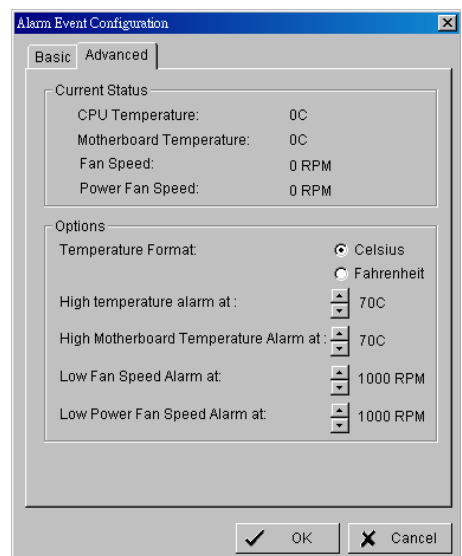 Alarm Event Configuration
Basic Advanced
Current Status
CPU Temperature: 0C
Motherboard Temperature: 0C
Fan Speed: 0 RPM
Power Fan Speed: 0 RPM
Options
Temperature Format: Celsius
Fahrenheit
High temperature alarm at : 70C
High Motherboard Temperature Alarm at : 70C
Low Fan Speed Alarm at: 1000 RPM
Low Power Fan Speed Alarm at: 1000 RPM
OK Cancel